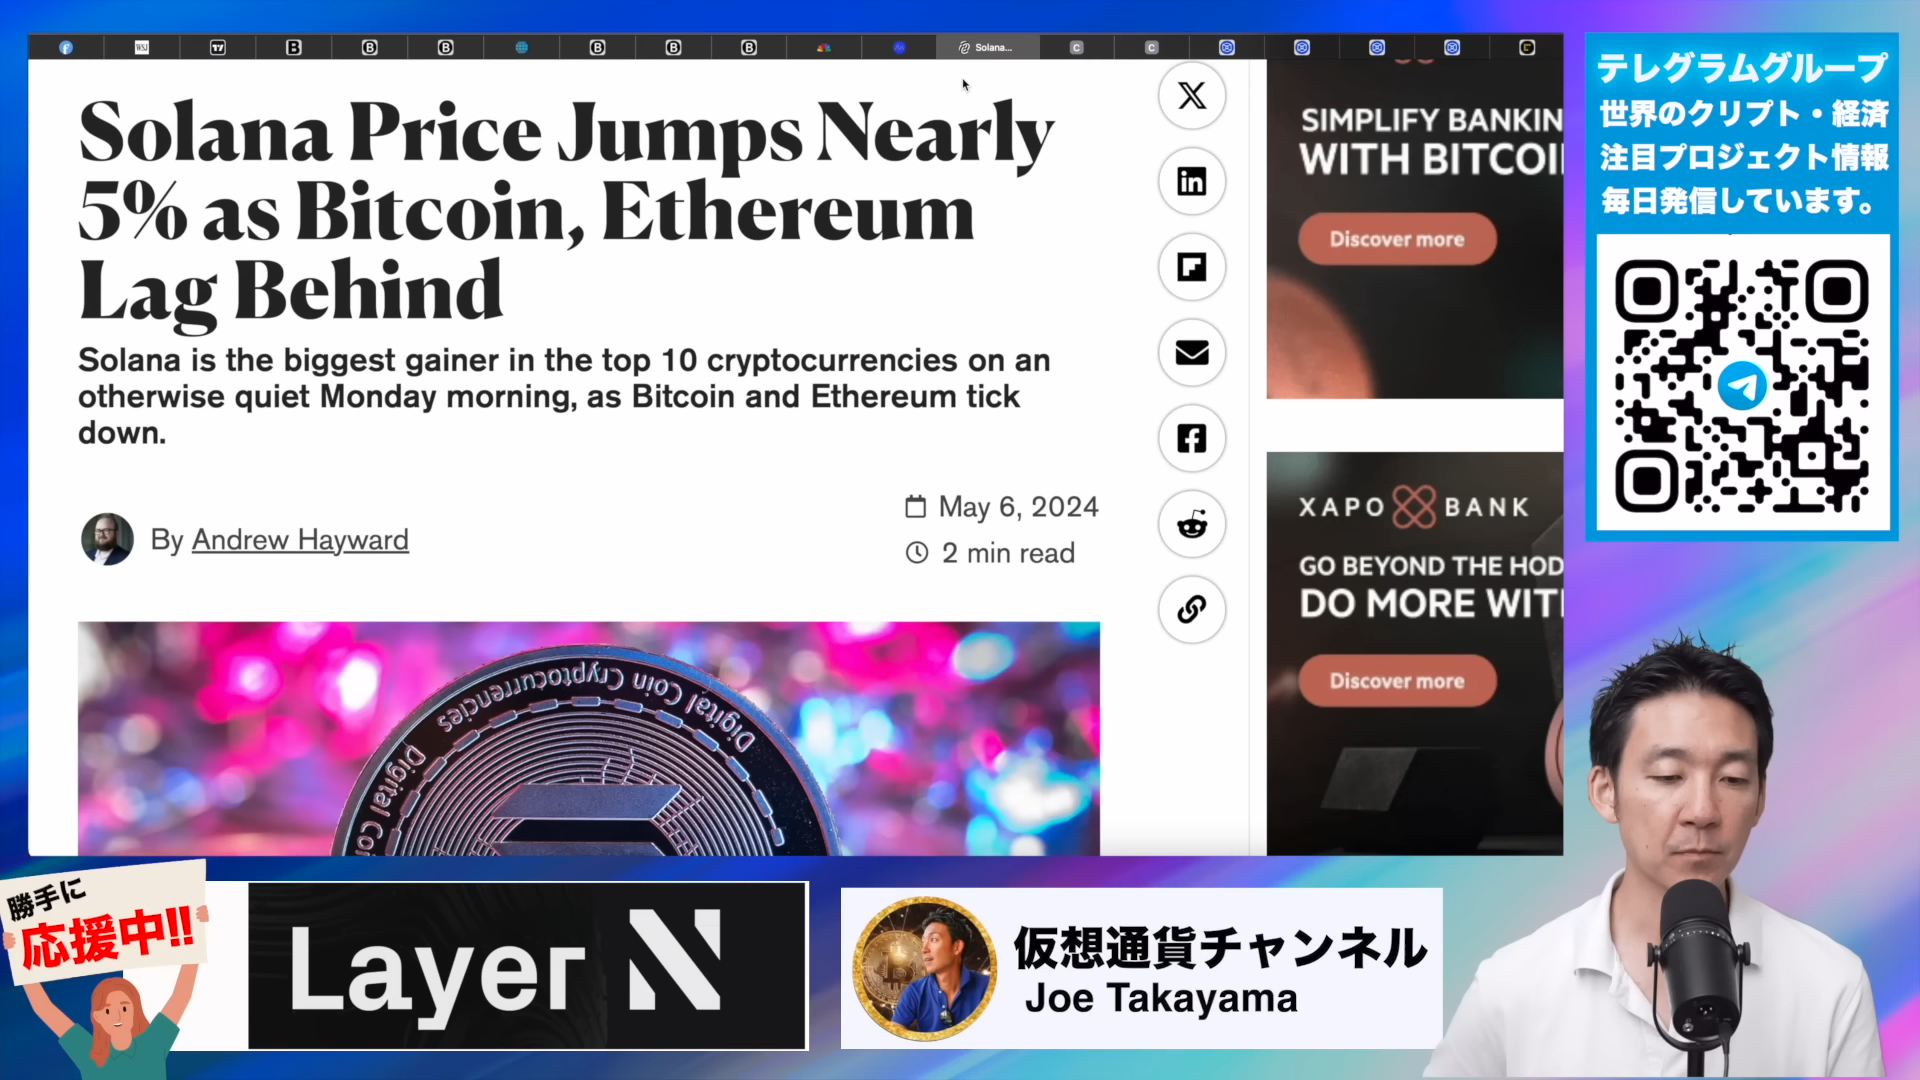 WSJ
Solana...
Solana Price Jumps Nearly
5% as Bitcoin, Ethereum
Lag Behind
Solana is the biggest gainer in the top 10 cryptocurrencies on an
otherwise quiet Monday morning, as Bitcoin and Ethereum tick
down.
By Andrew Hayward
May 6, 2024
2 min read
Digital Coin Cryptocurrencies
Digital Co
SIMPLIFY BANKIN
WITH BITCOI
Discover more
XAPO BANK
GO BEYOND THE HOD
DO MORE WIT
Discover more
テレグラムグループ
世界のクリプト・経済
注目プロジェクト情報
毎日発信しています。
勝手に
応援中!!
Layer N
仮想通貨チャンネル
Joe Takayama